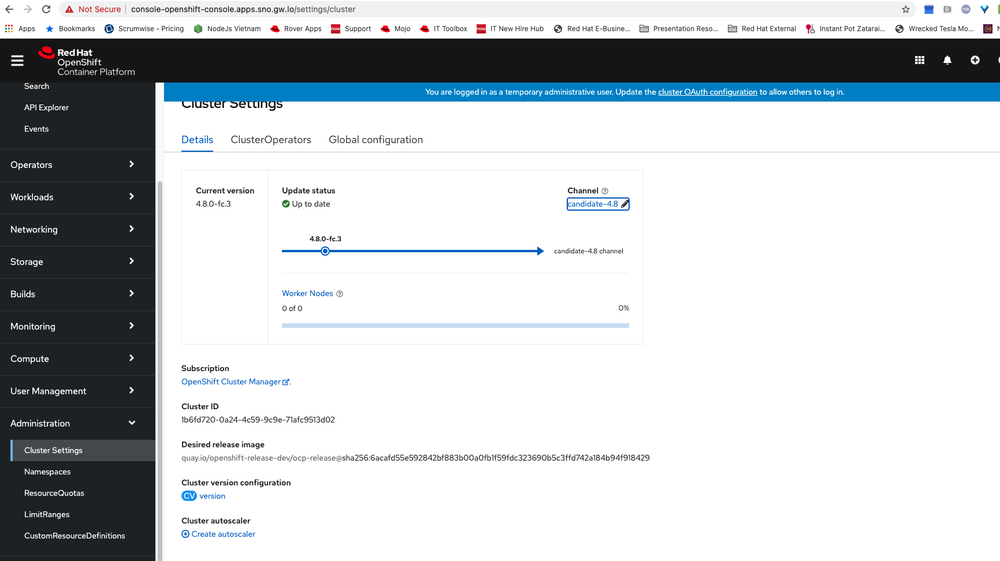 Not Secure
console-openshift-console.apps.sno.gw.lo/settings/cluster
Apps
Bookmarks
Scrumwise - Pricing
NodeJs Vietnam
Rover Apps
now
Support
Mojo
IT Toolbox
now
IT New Hire Hub
Red Hat E-Busine...
Presentation Reso...
Red Hat External
Instant Pot Zatarai...
Wrecked Tesla Mo...
Red Hat
OpenShift
Container Platform
You are logged in as a temporary administrative user. Update the cluster OAuth configuration to allow others to log in.
Search
API Explorer
Events
Operators
Workloads
Networking
Storage
Builds
Monitoring
Compute
User Management
Administration
Cluster Settings
Namespaces
ResourceQuotas
LimitRanges
CustomResourceDefinitions
Cluster Settings
Details
ClusterOperators
Global configuration
Current version
4.8.0-fc.3
Update status
Up to date
Channel
candidate-4.8
4.8.0-fc.3
candidate-4.8 channel
Worker Nodes
0 of 0
0%
Subscription
OpenShift Cluster Manager .
Cluster ID
1b6fd720-0a24-4c59-9c9e-71afc9513d02
Desired release image
quay.io/openshift-release-dev/ocp-release@sha256:6acafd55e592842bf883b00a0fb1f59fdc323690b5c3ffd742a184b94f918429
Cluster version configuration
CV version
Cluster autoscaler
Create autoscaler